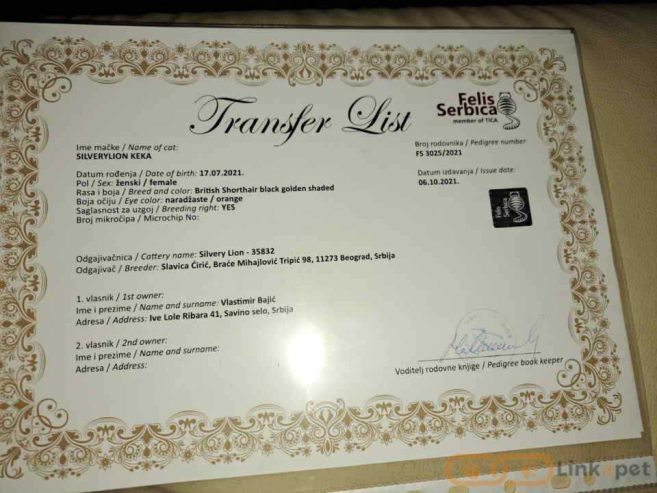 Transfer List
Felis
Serbica
member of TICA
Ime mačke / Name of cat:
SILVERYLION KEKA
Broj rodovnika / Pedigree number:
FS 3025/2021
Datum rođenja / Date of birth: 17.07.2021.
Pol / Sex: ženski / female
Rasa i boja / Breed and color: British Shorthair black golden shaded
Boja očiju / Eye color: naradžaste / orange
Saglasnost za uzgoj / Breeding right: YES
Broj mikročipa / Microchip No:
Datum izdavanja / Issue date:
06.10.2021.
Felis
Serbica
Odgajivačnica / Cattery name: Silvery Lion - 35832
Odgajivač / Breeder: Slavica Ćirić, Braće Mihajlović Tripić 98, 11273 Beograd, Srbija
1. vlasnik / 1st owner:
Ime i prezime / Name and surname: Vlastimir Bajić
Adresa / Address: Ive Lole Ribara 41, Savino selo, Srbija
2. vlasnik / 2nd owner:
Ime i prezime / Name and surname:
Adresa / Address:
Voditelj rodovne knjige / Pedigree book keeper
Linkapet